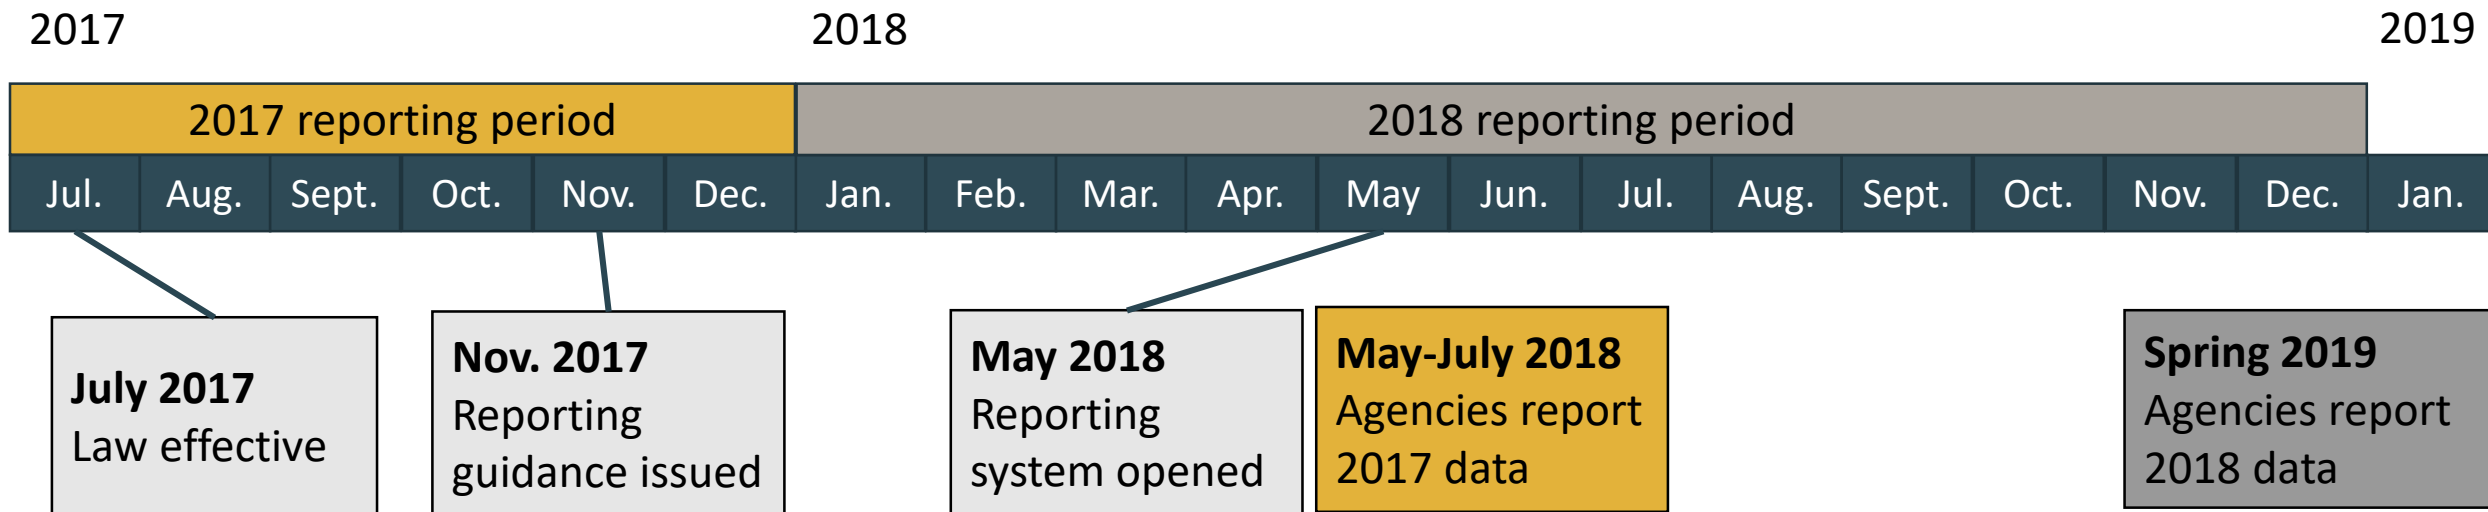 2017
2018
2019
2017 reporting period
2018 reporting period
Jul.
Aug.
Sept.
Oct.
Nov.
Dec.
Jan.
Feb.
Mar.
Apr.
May
Jun.
Jul.
Aug.
Sept.
Oct.
Nov.
Dec.
Jan.
July 2017
Law effective
Nov. 2017
Reporting
guidance issued
May 2018
Reporting
system opened
May-July 2018
Agencies report
2017 data
Spring 2019
Agencies report
2018 data